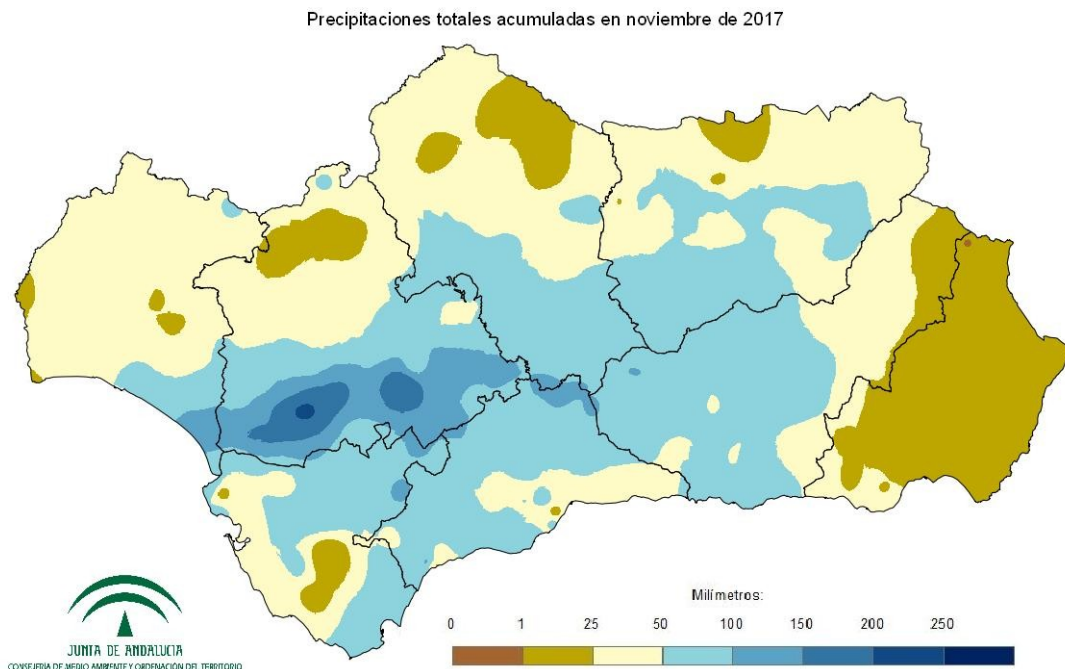 Precipitaciones totales acumuladas en noviembre de 2017
Milímetros:
0 1 25 50 100 150 200 250
JUNTA DE ANDALUCIA
CONSEJERIA DE MEDIO AMBIENTE Y ORDENACIÓN DEL TERRITORIO